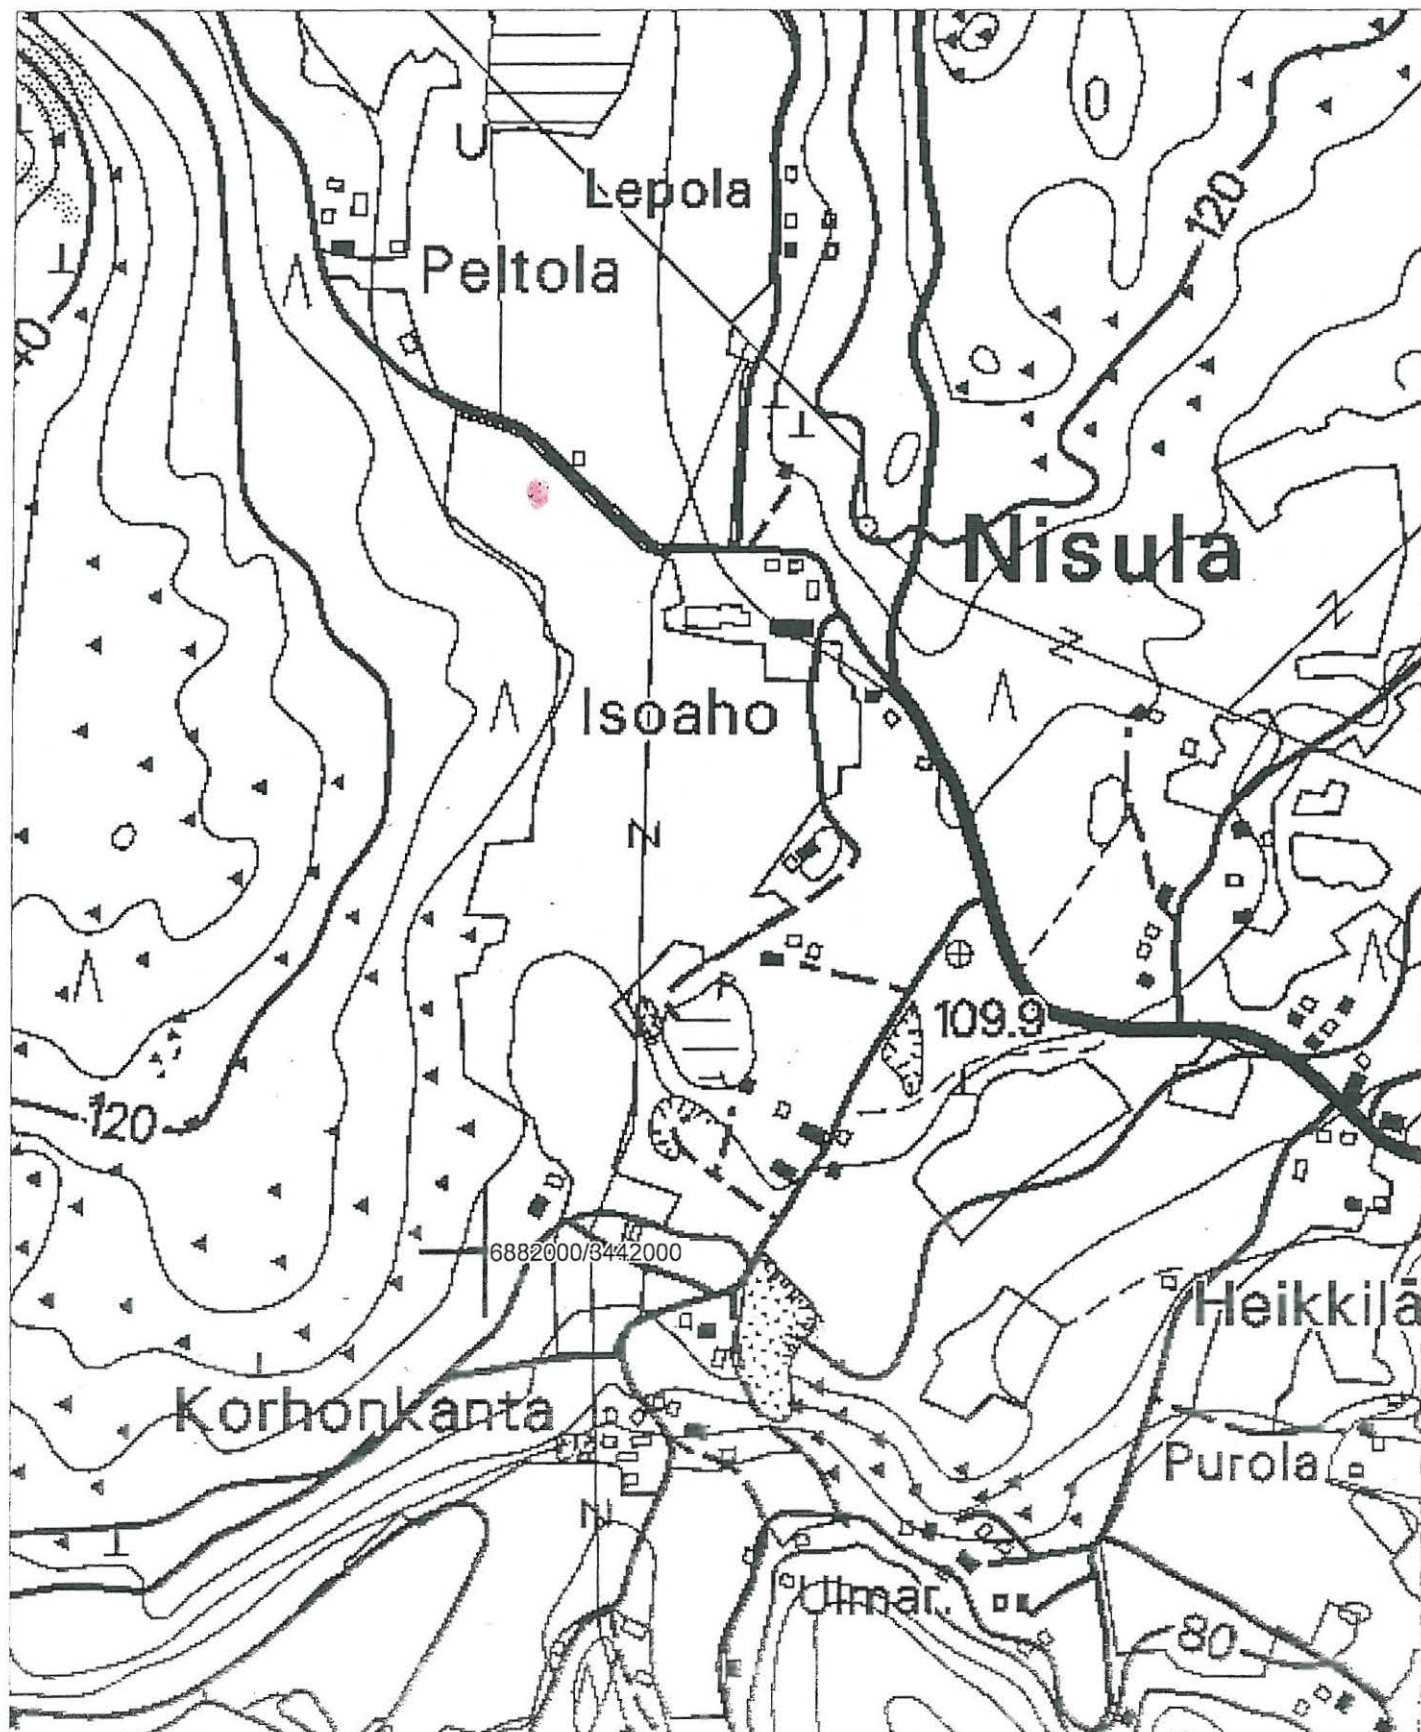 U
Lepola
120
Peltola
Nisula
Isoaho
109.9
120
6882000/3442000
Heikkilä
Korhonkanta
Purola
Ulmar.
80